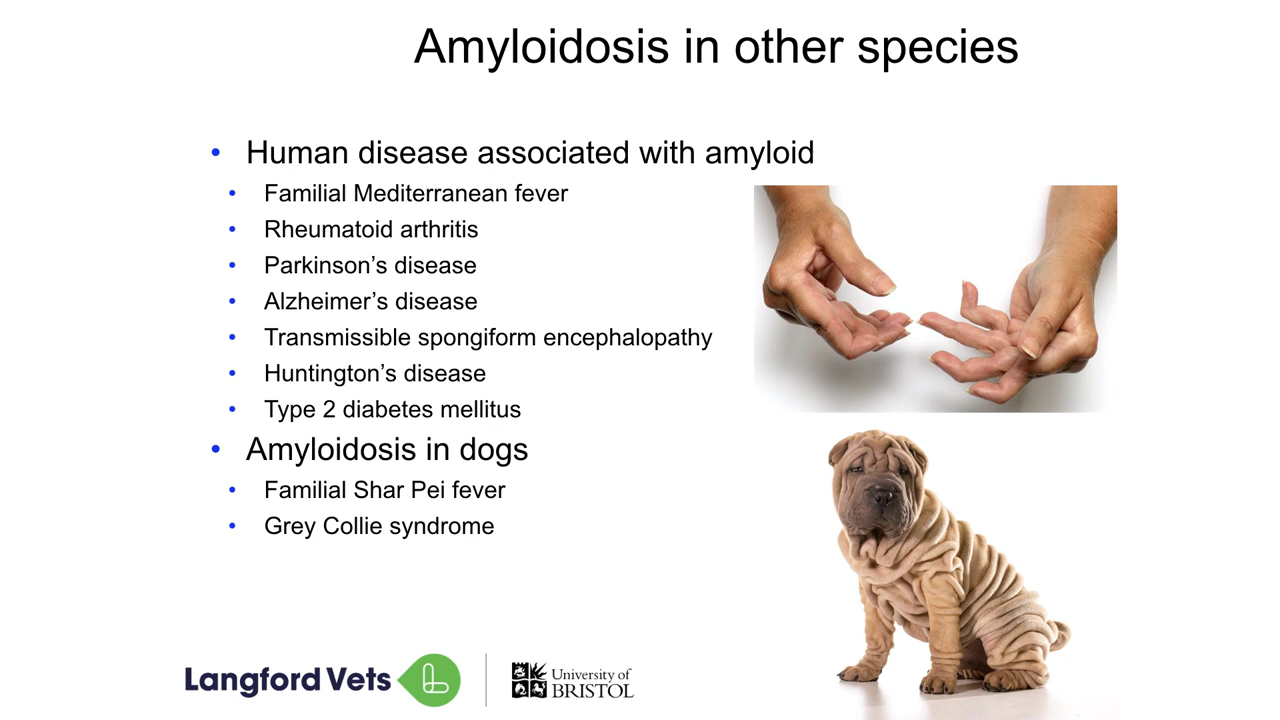 Amyloidosis in other species
• Human disease associated with amyloid
• Familial Mediterranean fever
• Rheumatoid arthritis
• Parkinson’s disease
• Alzheimer’s disease
• Transmissible spongiform encephalopathy
• Huntington’s disease
• Type 2 diabetes mellitus
• Amyloidosis in dogs
• Familial Shar Pei fever
• Grey Collie syndrome
Langford Vets
University of
BRISTOL